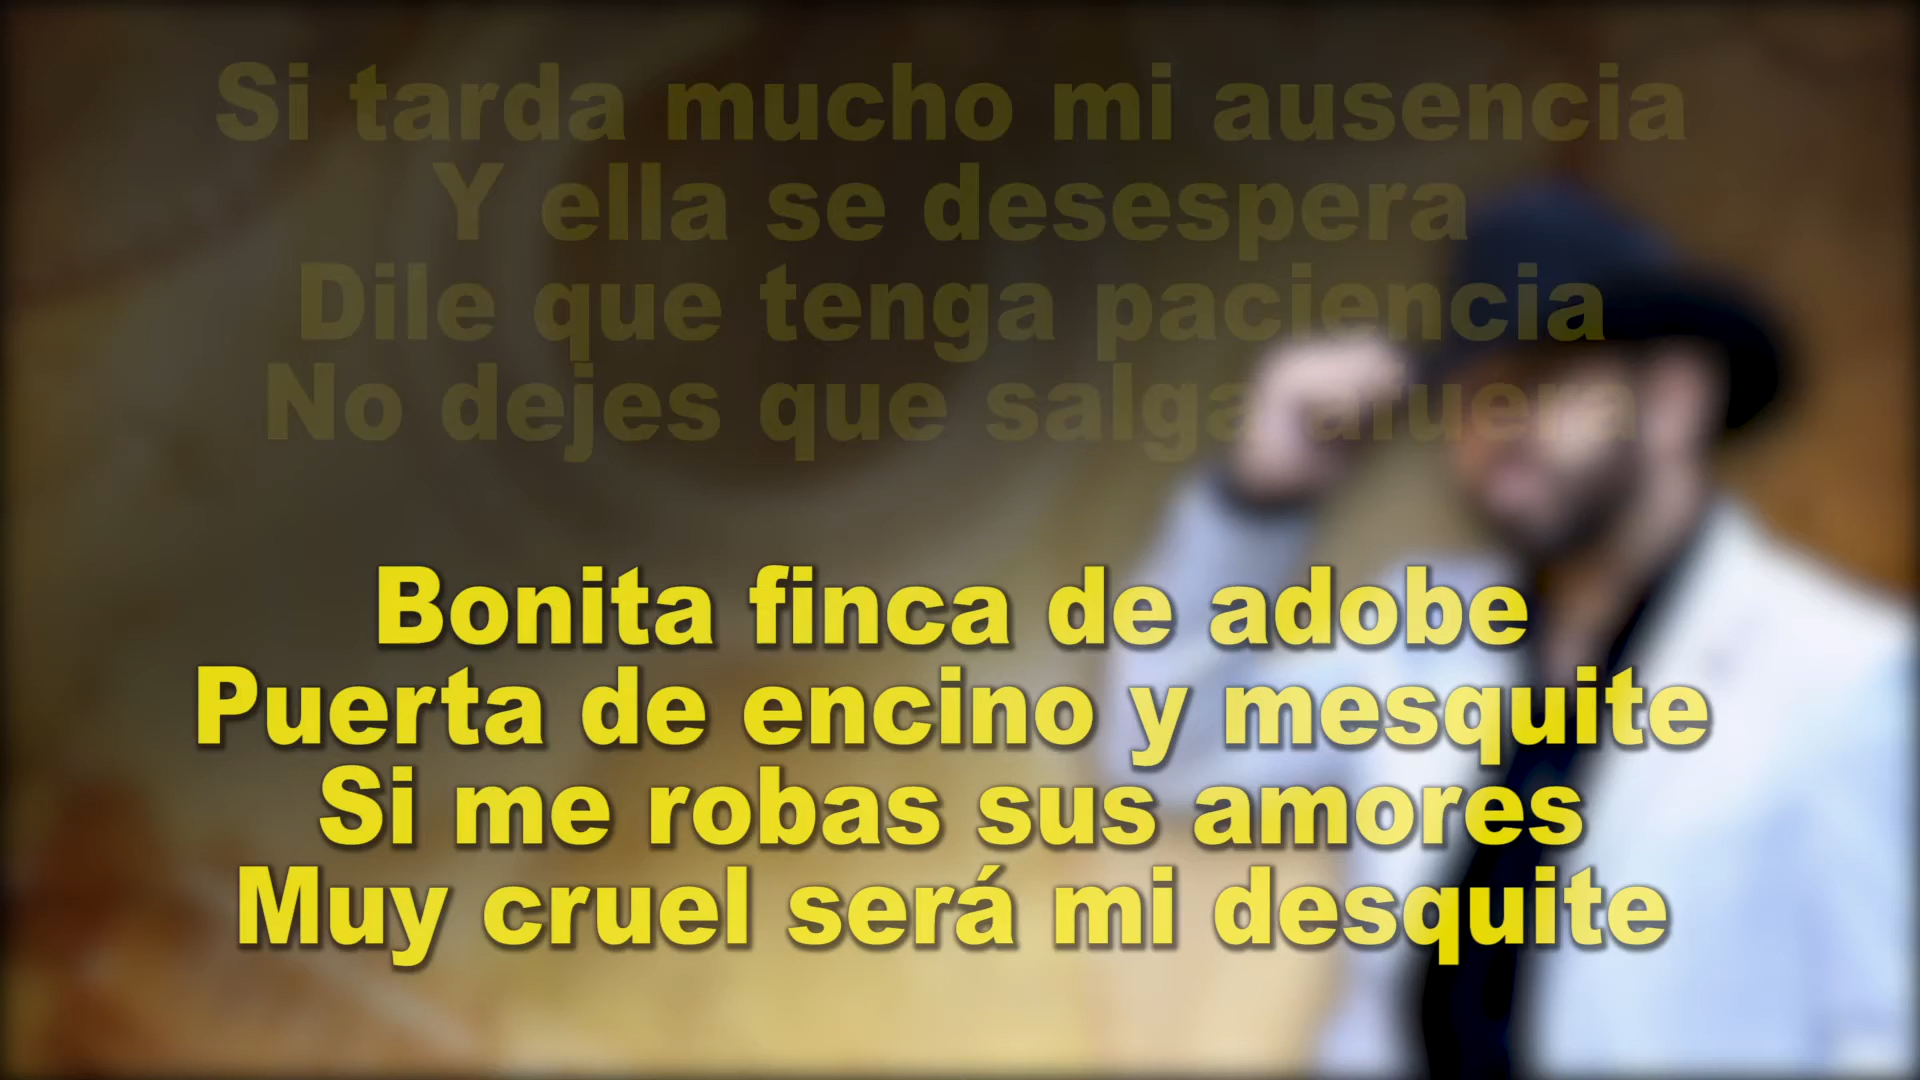 Si tarda mucho mi ausencia
Y ella se desespera
Dile que tenga paciencia
No dejes que salga afuera
Bonita finca de adobe
Puerta de encino y mesquite
Si me robas sus amores
Muy cruel será mi desquite